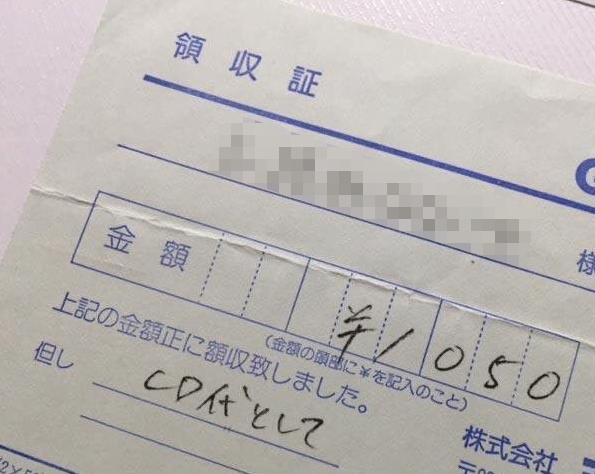 領収証
様
金額 ¥1050
(金額の頭部に¥を記入のこと)
上記の金額正に領収致しました。
但し CD代として
株式会社